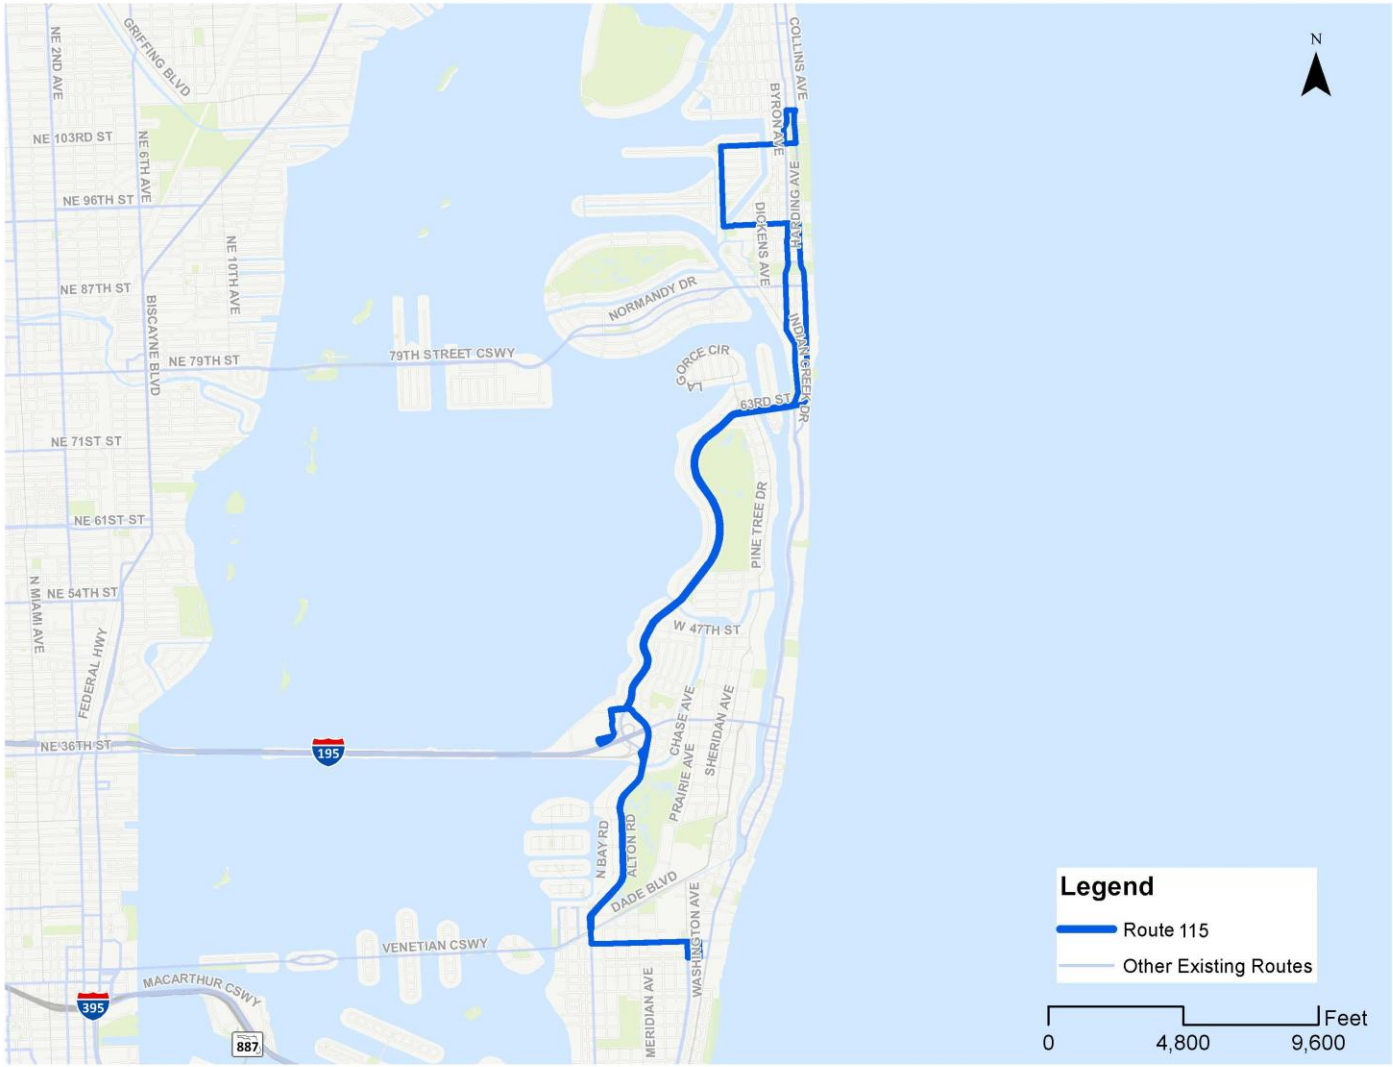 N
COLLINS AVE
GRIFFING BLVD
NE 2ND AVE
BYRON AVE
NE 103RD ST
NE 6TH AVE
HARDING AVE
NE 96TH ST
DICKENS AVE
NE 10TH AVE
NE 87TH ST
NORMANDY DR
BISCAYNE BLVD
INDIAN CREEK DR
NE 79TH ST
79TH STREET CSWY
LA GORCE CIR
63RD ST
NE 71ST ST
PINE TREE DR
NE 61ST ST
N MIAMI AVE
NE 54TH ST
W 47TH ST
FEDERAL HWY
CHASE AVE
SHERIDAN AVE
NE 36TH ST
195
PRAIRIE AVE
N BAY RD
ALTON RD
DADE BLVD
WASHINGTON AVE
VENETIAN CSWY
MERIDIAN AVE
MACARTHUR CSWY
395
887
Legend
Route 115
Other Existing Routes
Feet
0 4,800 9,600